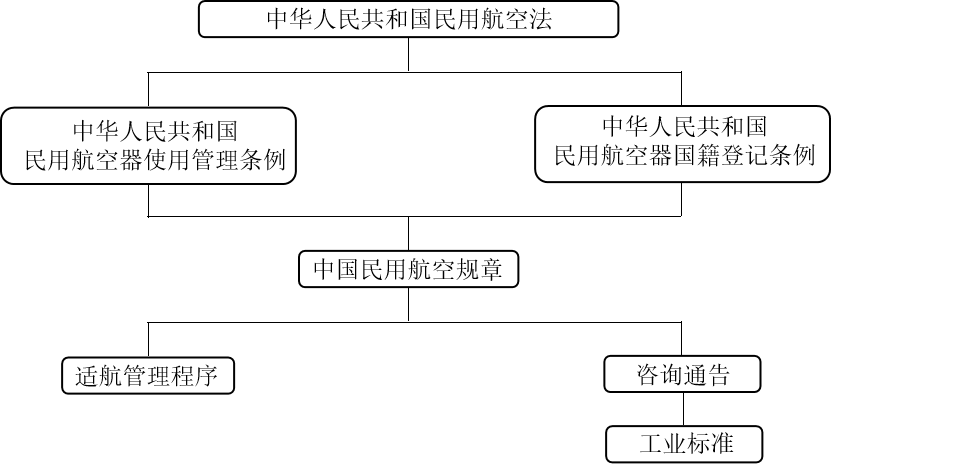 中华人民共和国民用航空法
中华人民共和国
民用航空器使用管理条例
中华人民共和国
民用航空器国籍登记条例
中国民用航空规章
适航管理程序
咨询通告
工业标准